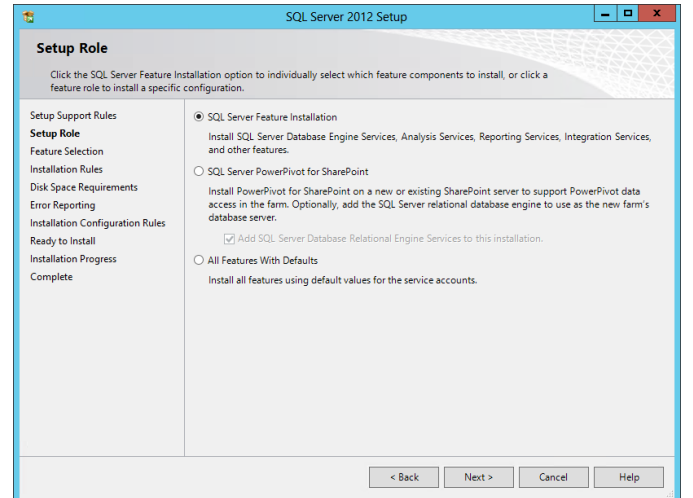 SQL Server 2012 Setup
Setup Role
Click the SQL Server Feature Installation option to individually select which feature components to install, or click a
feature role to install a specific configuration.
Setup Support Rules
Setup Role
Feature Selection
Installation Rules
Disk Space Requirements
Error Reporting
Installation Configuration Rules
Ready to Install
Installation Progress
Complete
SQL Server Feature Installation
Install SQL Server Database Engine Services, Analysis Services, Reporting Services, Integration Services,
and other features.
SQL Server PowerPivot for SharePoint
Install PowerPivot for SharePoint on a new or existing SharePoint server to support PowerPivot data
access in the farm. Optionally, add the SQL Server relational database engine to use as the new farm's
database server.
Add SQL Server Database Relational Engine Services to this installation.
All Features With Defaults
Install all features using default values for the service accounts.
< Back
Next >
Cancel
Help